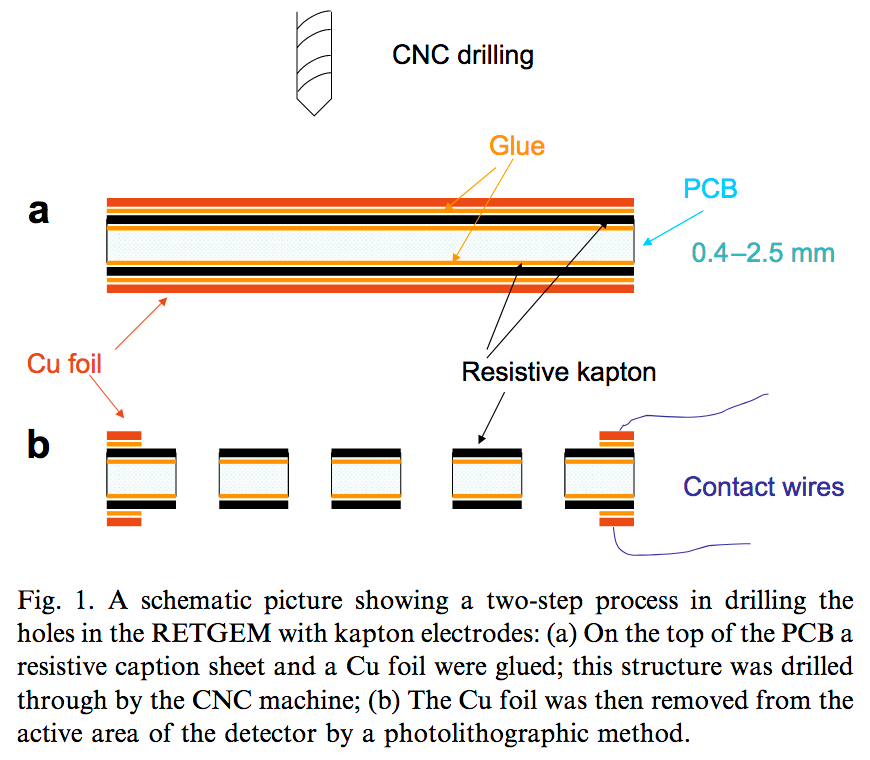 CNC drilling
Glue
a
PCB
0.4–2.5 mm
Cu foil
Resistive kapton
b
Contact wires
Fig. 1. A schematic picture showing a two-step process in drilling the
holes in the RETGEM with kapton electrodes: (a) On the top of the PCB a
resistive caption sheet and a Cu foil were glued; this structure was drilled
through by the CNC machine; (b) The Cu foil was then removed from the
active area of the detector by a photolithographic method.